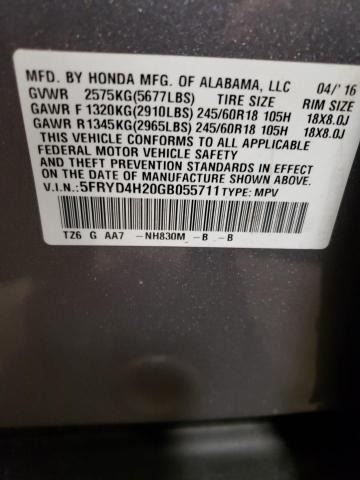 MFD. BY HONDA MFG. OF ALABAMA, LLC 04/'16
GVWR 2575KG(5677LBS) TIRE SIZE RIM SIZE
GAWR F 1320KG(2910LBS) 245/60R18 105H 18X8.0J
GAWR R1345KG(2965LBS) 245/60R18 105H 18X8.0J
THIS VEHICLE CONFORMS TO ALL APPLICABLE
FEDERAL MOTOR VEHICLE SAFETY AND
THEFT PREVENTION STANDARDS IN EFFECT
ON THE DATE OF MANUFACTURE SHOWN ABOVE.
V.I.N.:5FRYD4H20GB055711 TYPE: MPV
TZ6 G AA7 -NH830M -B -B